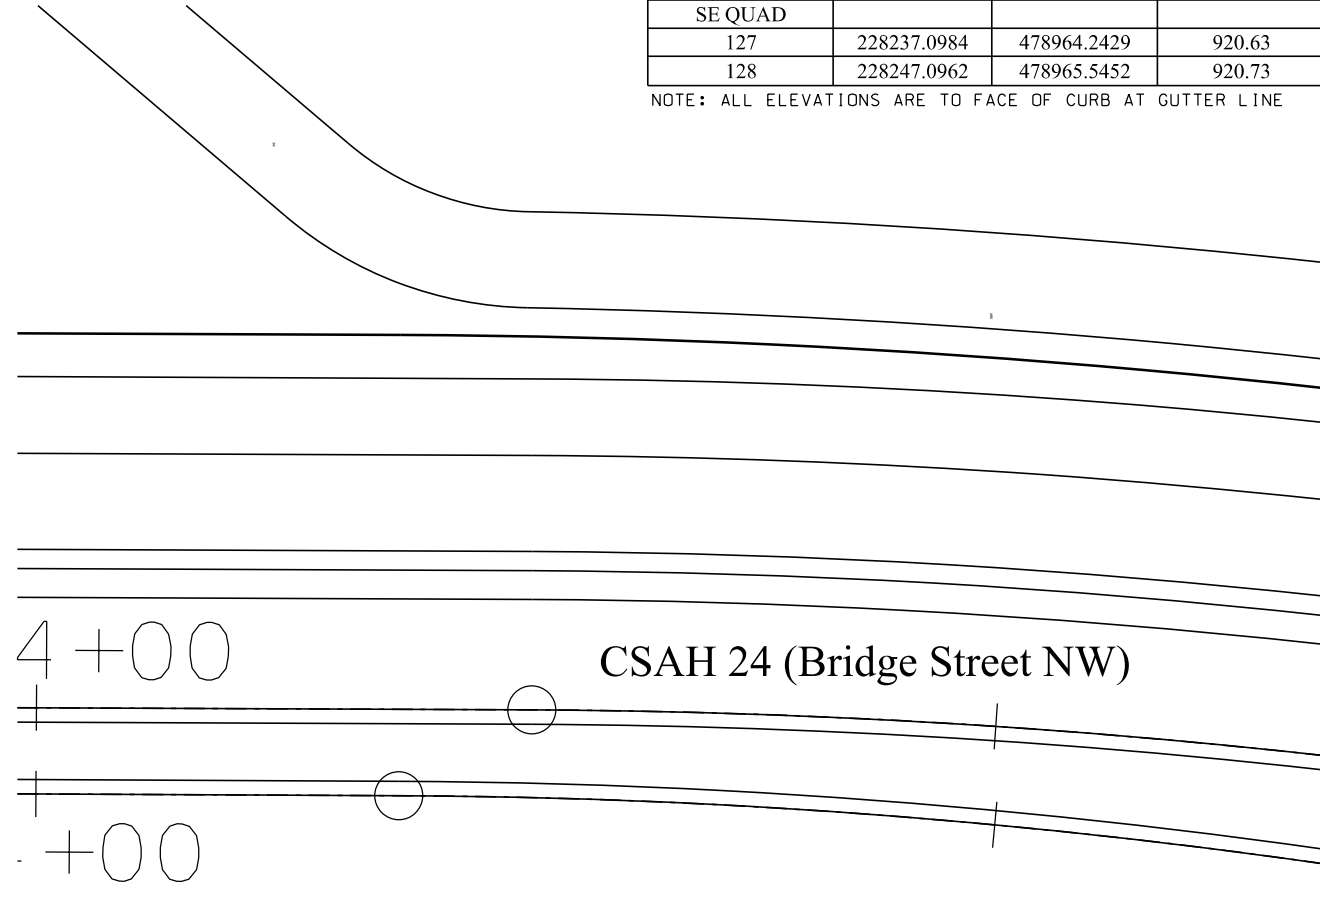 SE QUAD
127 228237.0984 478964.2429 920.63
128 228247.0962 478965.5452 920.73
NOTE: ALL ELEVATIONS ARE TO FACE OF CURB AT GUTTER LINE
4+00
CSAH 24 (Bridge Street NW)
+00